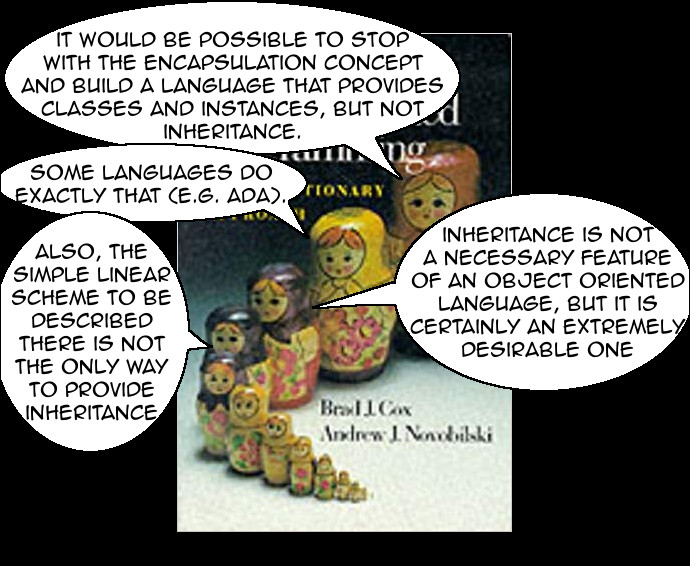 IT WOULD BE POSSIBLE TO STOP
WITH THE ENCAPSULATION CONCEPT
AND BUILD A LANGUAGE THAT PROVIDES
CLASSES AND INSTANCES, BUT NOT
INHERITANCE.
SOME LANGUAGES DO
EXACTLY THAT (E.G. ADA).
ALSO, THE
SIMPLE LINEAR
SCHEME TO BE
DESCRIBED
THERE IS NOT
THE ONLY WAY
TO PROVIDE
INHERITANCE.
INHERITANCE IS NOT
A NECESSARY FEATURE
OF AN OBJECT ORIENTED
LANGUAGE, BUT IT IS
CERTAINLY AN EXTREMELY
DESIRABLE ONE
Brad J. Cox
Andrew J. Novobilski